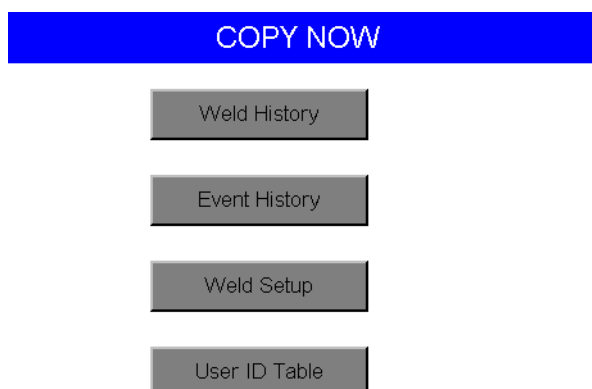 COPY NOW
Weld History
Event History
Weld Setup
User ID Table